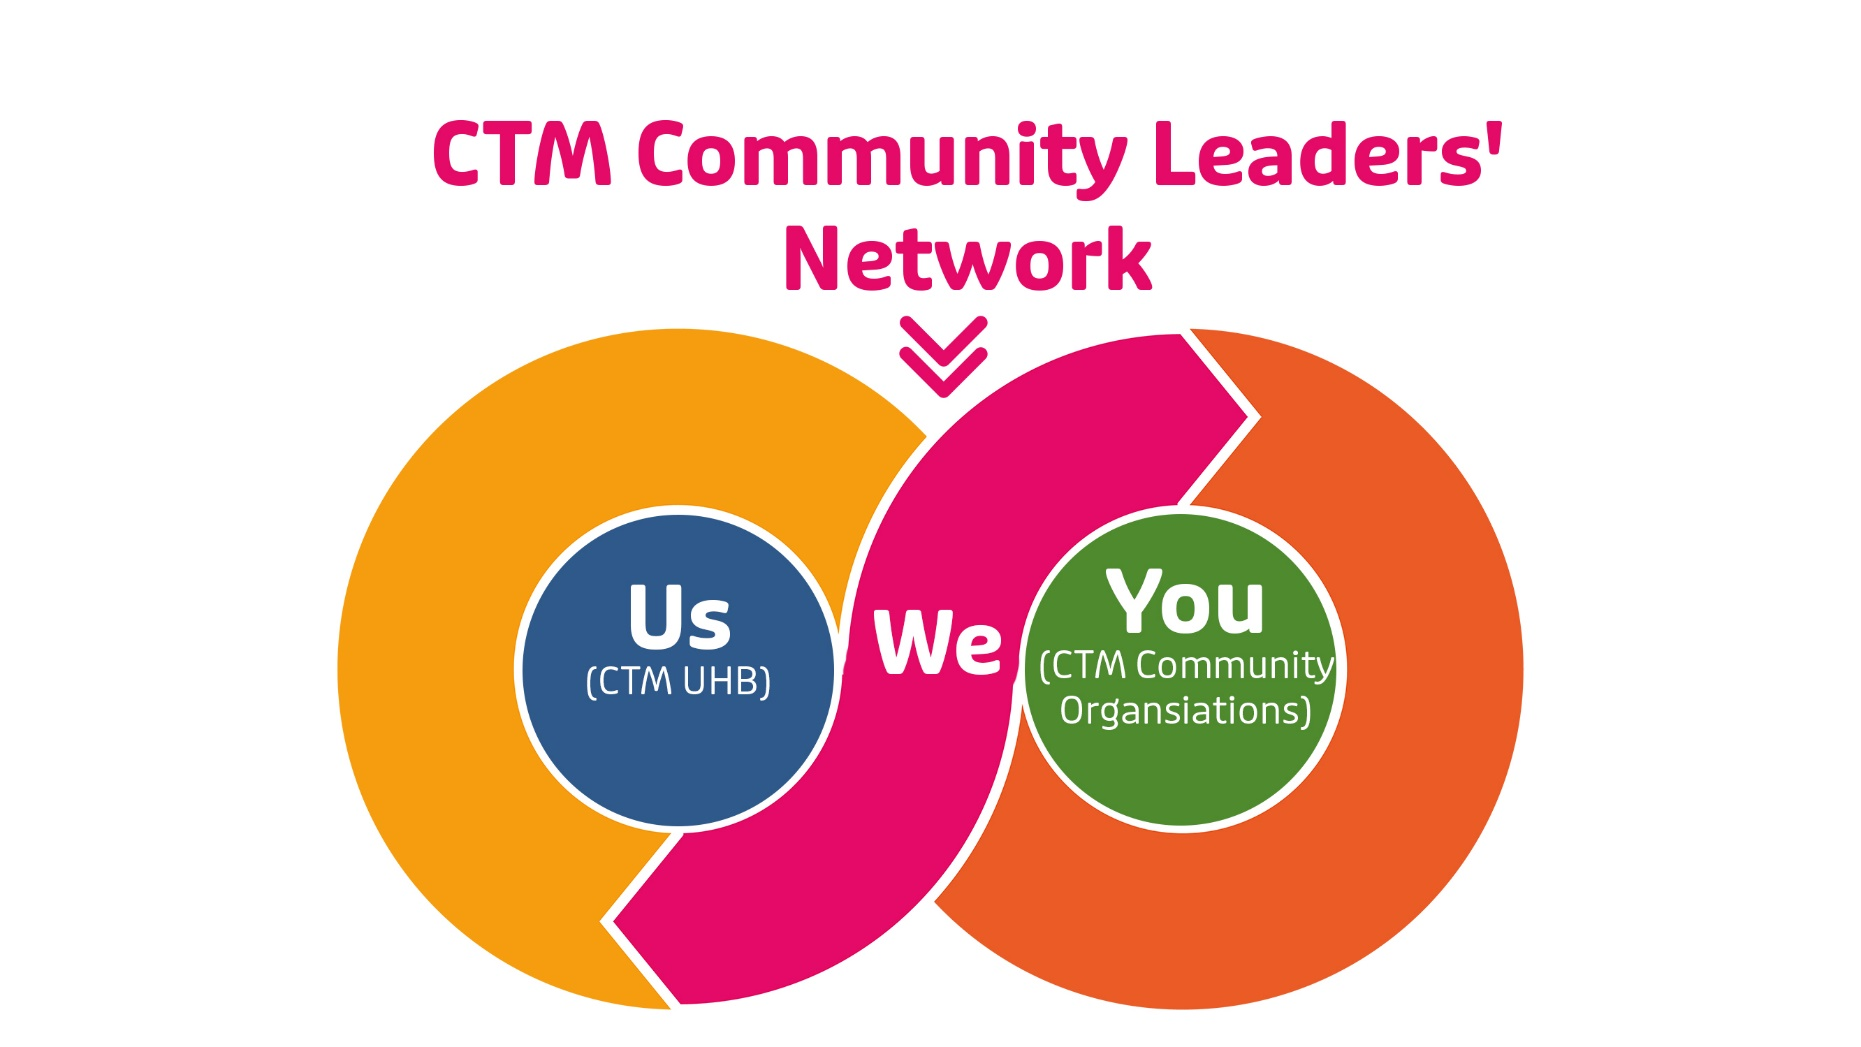 CTM Community Leaders'
Network
Us
(CTM UHB)
We
You
(CTM Community
Organsiations)